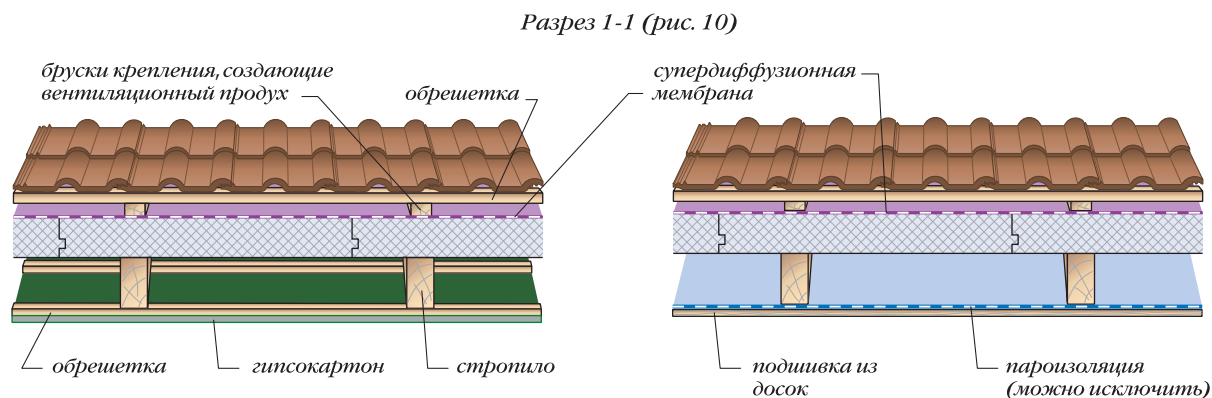 Разрез 1-1 (рис. 10)
бруски крепления, создающие
вентиляционный продух
обрешетка
супердиффузионная
мембрана
обрешетка
гипсокартон
стропило
подшивка из
досок
пароизоляция
(можно исключить)